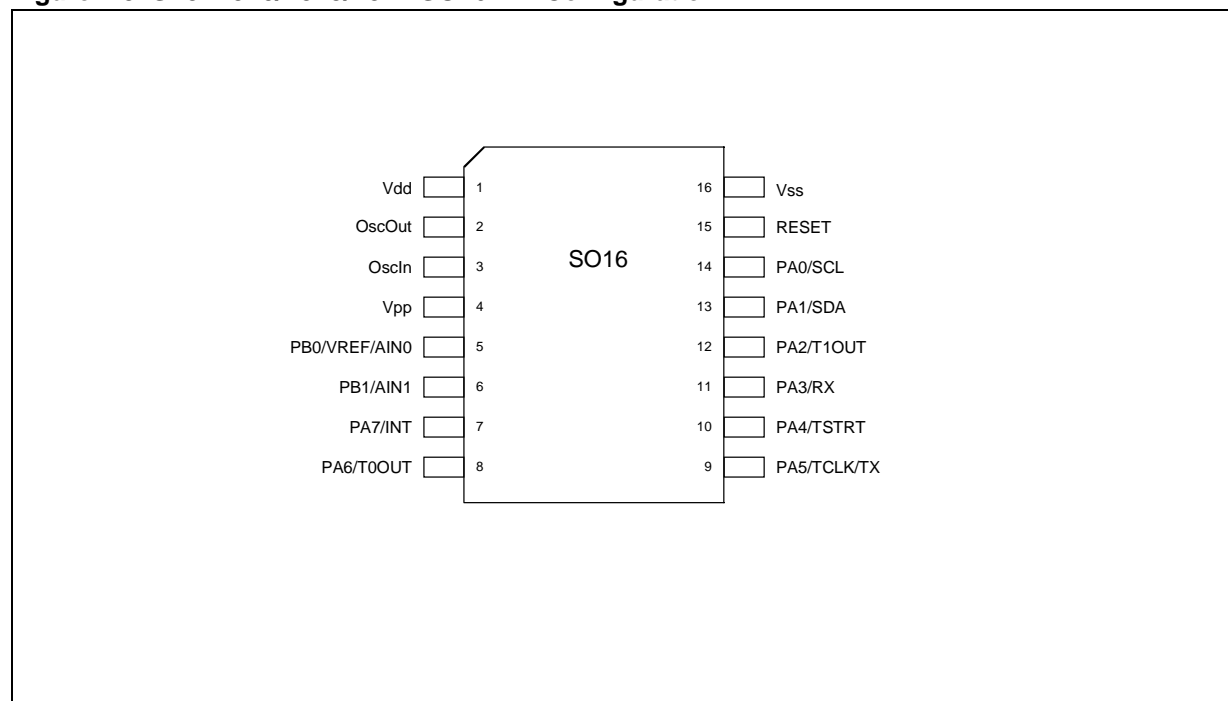 Vdd 1 16 Vss
OscOut 2 15 RESET
SO16
OscIn 3 14 PA0/SCL
Vpp 4 13 PA1/SDA
PB0/VREF/AIN0 5 12 PA2/T1OUT
PB1/AIN1 6 11 PA3/RX
PA7/INT 7 10 PA4/TSTRT
PA6/T0OUT 8 9 PA5/TCLK/TX